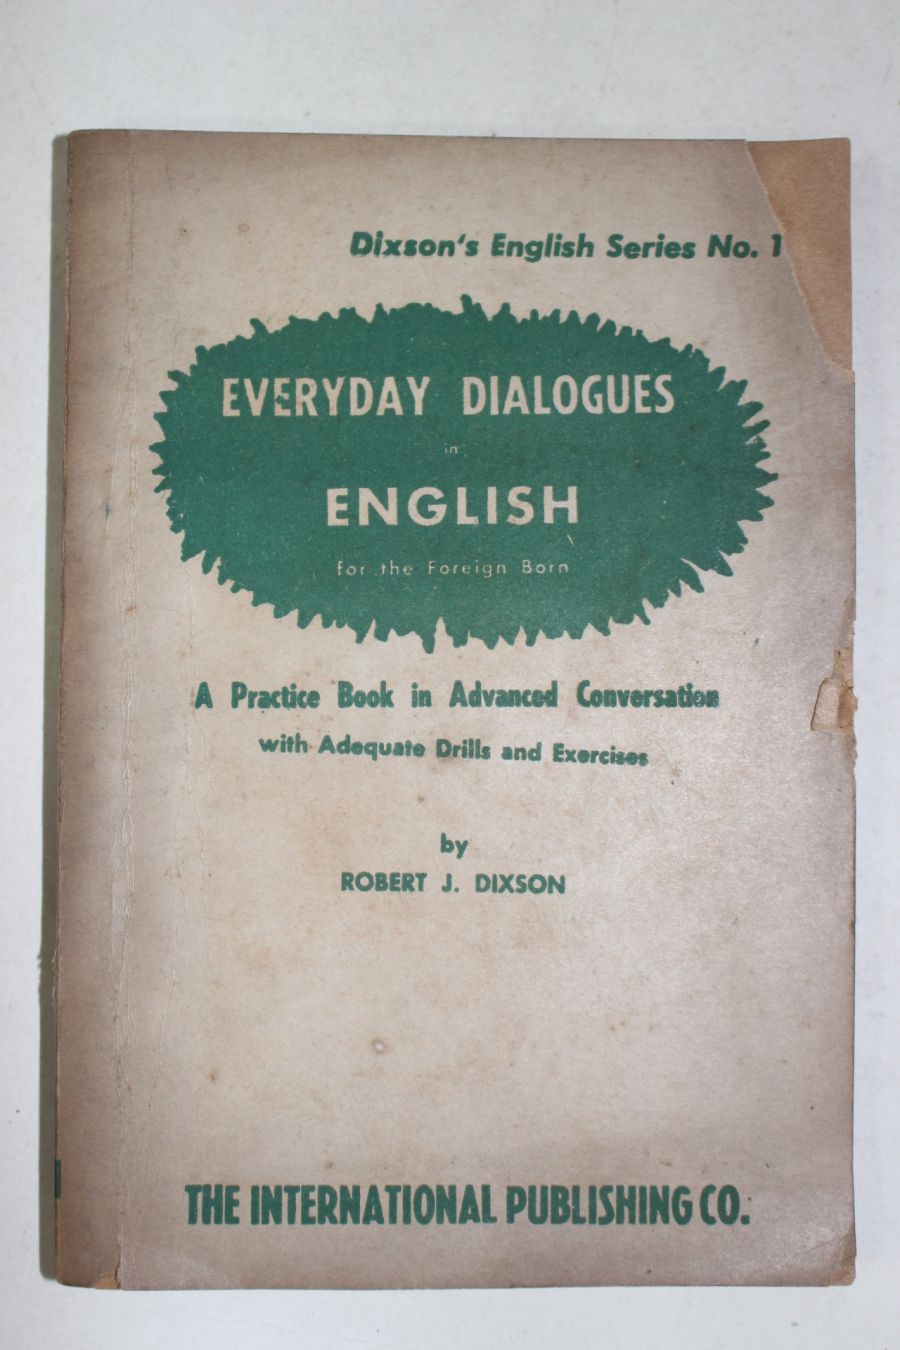 Dixson's English Series No. 1
EVERYDAY DIALOGUES
in
ENGLISH
for the Foreign Born
A Practice Book in Advanced Conversation
with Adequate Drills and Exercises
by
ROBERT J. DIXSON
THE INTERNATIONAL PUBLISHING CO.